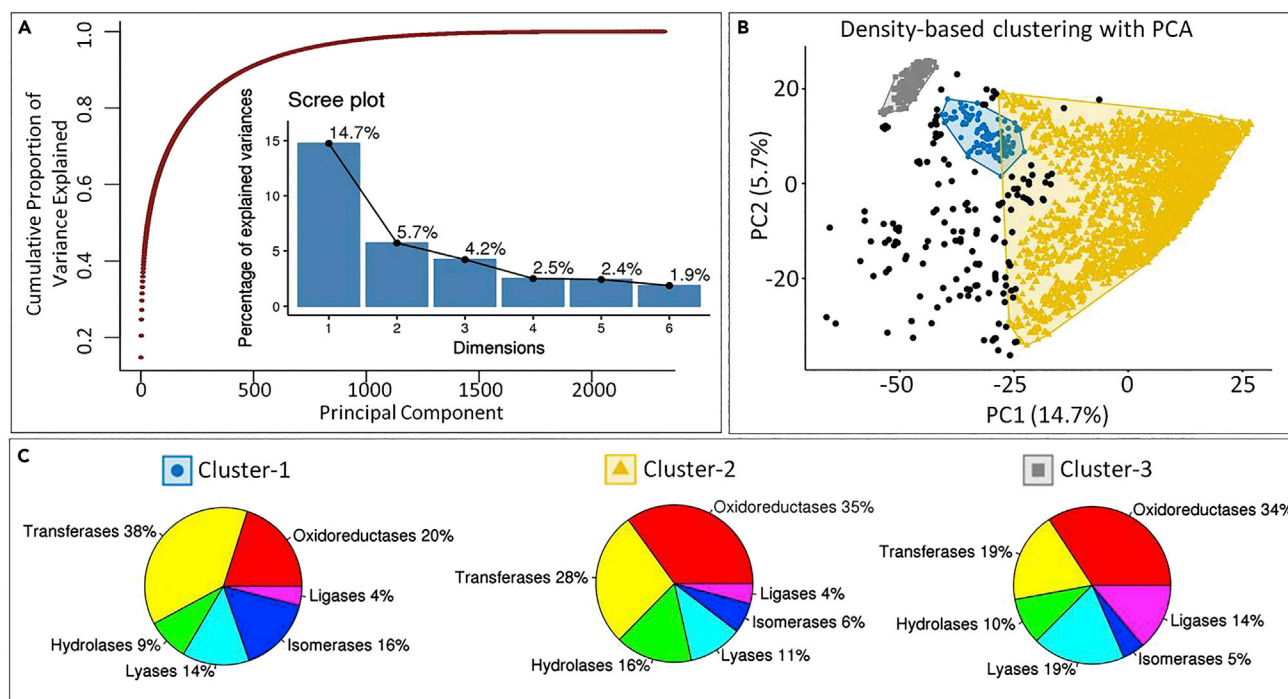 A
Cumulative Proportion of
Variance Explained
1.0
0.8
0.6
0.4
0.2
0
500
1000
1500
2000
Principal Component
Scree plot
Percentage of explained variances
15
10
5
0
14.7%
5.7%
4.2%
2.5%
2.4%
1.9%
1
2
3
4
5
6
Dimensions
B
Density-based clustering with PCA
PC2 (5.7%)
20
0
-20
-50
-25
0
25
PC1 (14.7%)
C
Cluster-1
Transferases 38%
Oxidoreductases 20%
Ligases 4%
Isomerases 16%
Hydrolases 9%
Lyases 14%
Cluster-2
Oxidoreductases 35%
Transferases 28%
Ligases 4%
Isomerases 6%
Hydrolases 16%
Lyases 11%
Cluster-3
Oxidoreductases 34%
Transferases 19%
Hydrolases 10%
Ligases 14%
Lyases 19%
Isomerases 5%